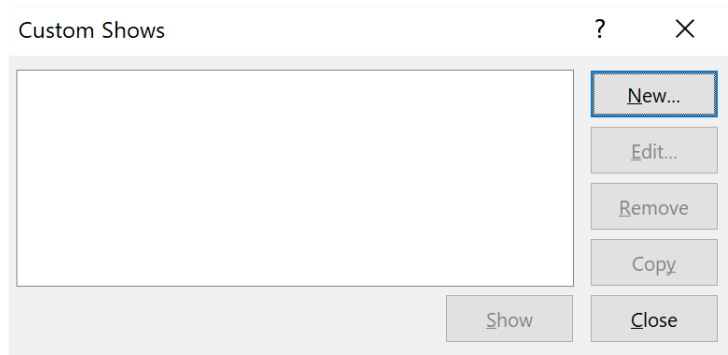 Custom Shows ?
New...
Edit...
Remove
Copy
Show Close